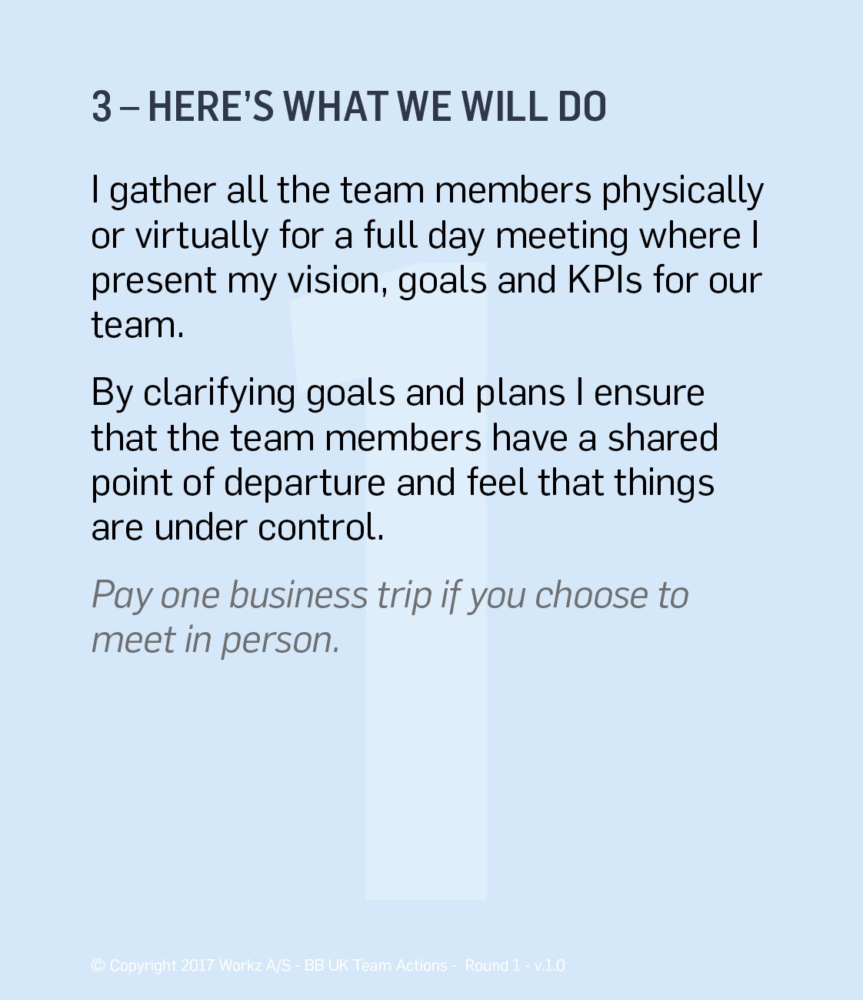 3 – HERE’S WHAT WE WILL DO
I gather all the team members physically
or virtually for a full day meeting where I
present my vision, goals and KPIs for our
team.
By clarifying goals and plans I ensure
that the team members have a shared
point of departure and feel that things
are under control.
Pay one business trip if you choose to
meet in person.
1
© Copyright 2017 Workz A/S - BB UK Team Actions -  Round 1 - v.1.0